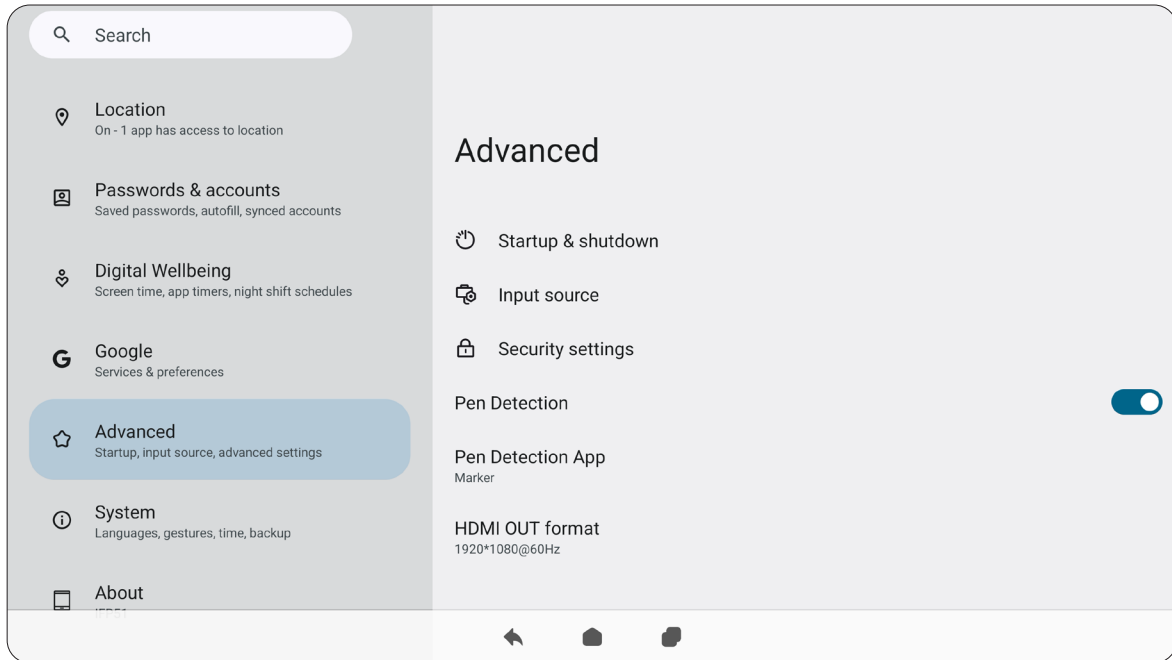 Search
Location
On - 1 app has access to location
Passwords & accounts
Saved passwords, autofill, synced accounts
Digital Wellbeing
Screen time, app timers, night shift schedules
Google
Services & preferences
Advanced
Startup, input source, advanced settings
System
Languages, gestures, time, backup
About
Advanced
Startup & shutdown
Input source
Security settings
Pen Detection
Pen Detection App
Marker
HDMI OUT format
1920*1080@60Hz